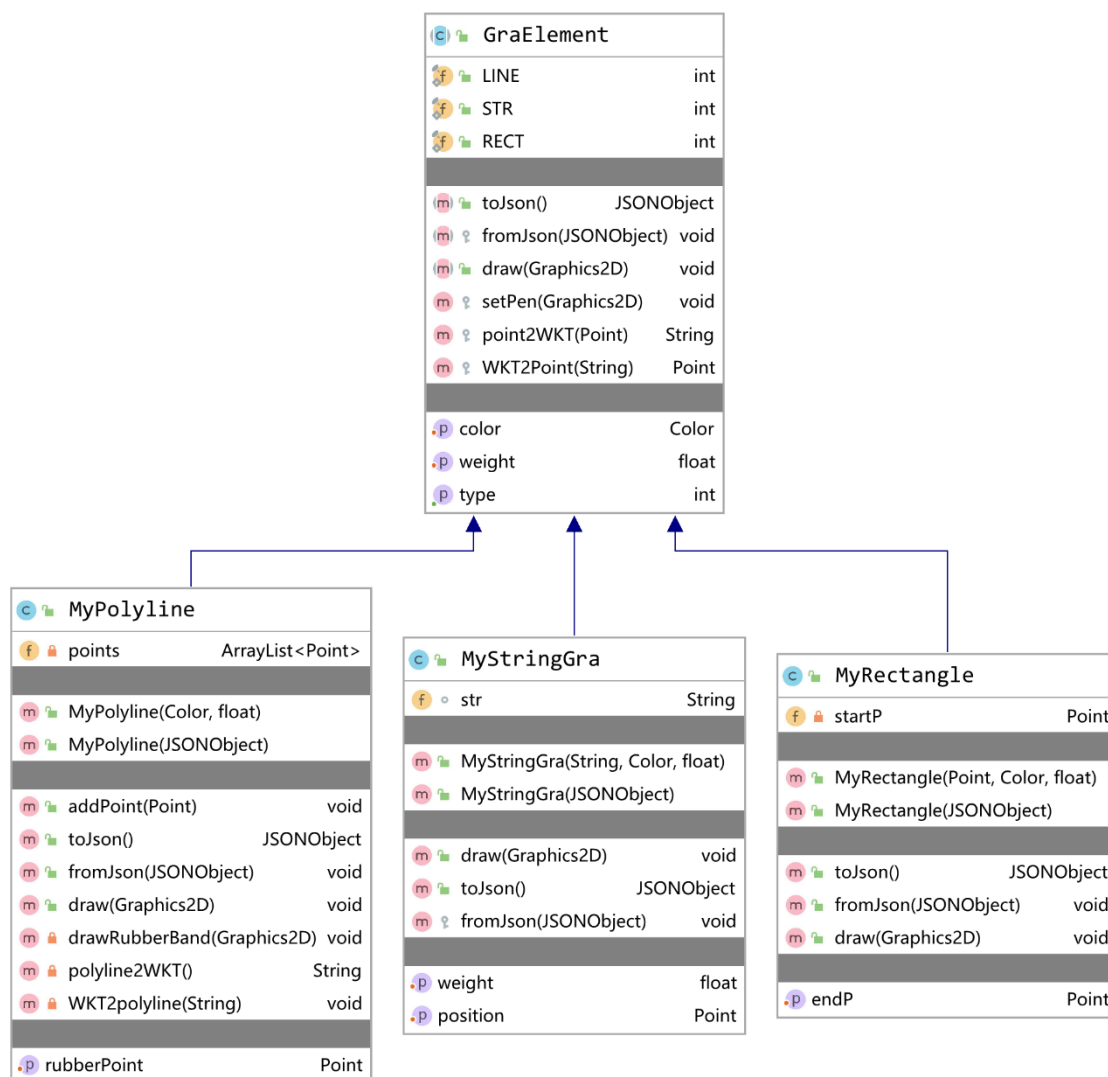 GraElement
LINE int
STR int
RECT int
toJson() JSONObject
fromJson(JSONObject) void
draw(Graphics2D) void
setPen(Graphics2D) void
point2WKT(Point) String
WKT2Point(String) Point
color Color
weight float
type int
MyPolyline
points ArrayList<Point>
MyPolyline(Color, float)
MyPolyline(JSONObject)
addPoint(Point) void
toJson() JSONObject
fromJson(JSONObject) void
draw(Graphics2D) void
drawRubberBand(Graphics2D) void
polyline2WKT() String
WKT2polyline(String) void
rubberPoint Point
MyStringGra
str String
MyStringGra(String, Color, float)
MyStringGra(JSONObject)
draw(Graphics2D) void
toJson() JSONObject
fromJson(JSONObject) void
weight float
position Point
MyRectangle
startP Point
MyRectangle(Point, Color, float)
MyRectangle(JSONObject)
toJson() JSONObject
fromJson(JSONObject) void
draw(Graphics2D) void
endP Point